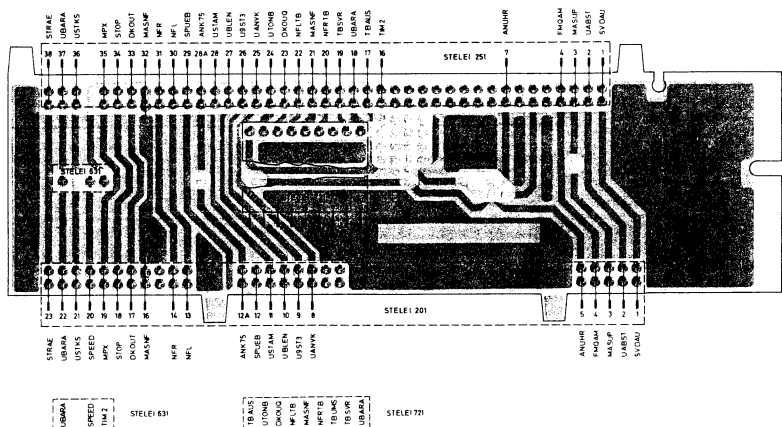 STRAE UBARA USTKS MPX STOP DKOUT MASNF NFR NFL SPUEB ANK75 USTAM UBLEN U9ST3 UANVK UTONB DKOUQ NFLTB MASNF NFRTB TBSVR UBARA TBAUS TIM 2 ANUHR FMQAM MASUP UABST SVDAU
38 37 36 35 34 33 32 31 30 29 28A 28 27 26 25 24 23 22 21 20 19 18 17 16 7 4 3 2 1
STELEI 251
STELEI 631
23 22 21 20 19 18 17 16 14 13 12A 12 11 10 9 8 5 4 3 2 1
STELEI 201
STRAE UBARA USTKS SPEED MPX STOP DKOUT MASNF NFR NFL ANK75 SPUEB USTAM UBLEN U9ST3 UANVK ANUHR FMQAM MASUP UABST SVDAU
UBARA SPEED TIM 2
STELEI 631
TBAUS UTONB DKOUQ NFLTB MASNF NFRTB TBUMS TBSVR UBARA
STELEI 721